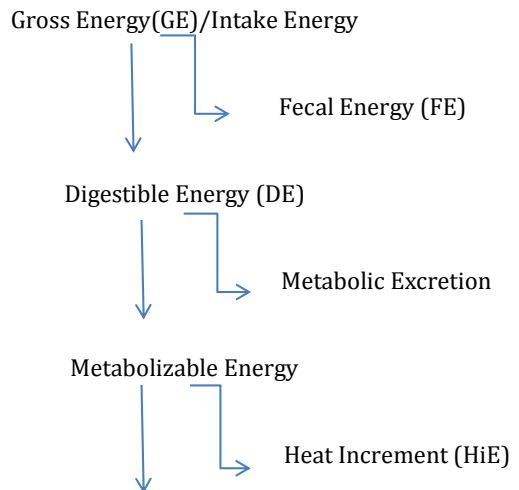 Gross Energy(GE)/Intake Energy
Fecal Energy (FE)
Digestible Energy (DE)
Metabolic Excretion
Metabolizable Energy
Heat Increment (HiE)